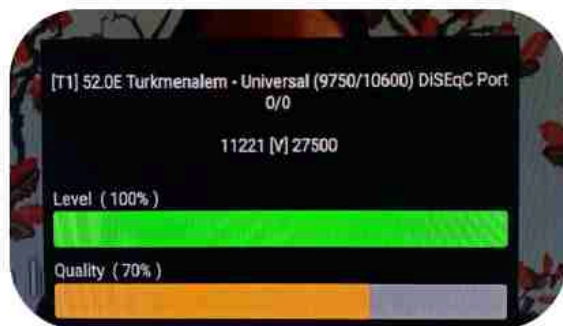 [T1] 52.0E Turkmenalem - Universal (9750/10600) DiSEqC Port
0/0
11221 [V] 27500
Level ( 100% )
Quality ( 70% )